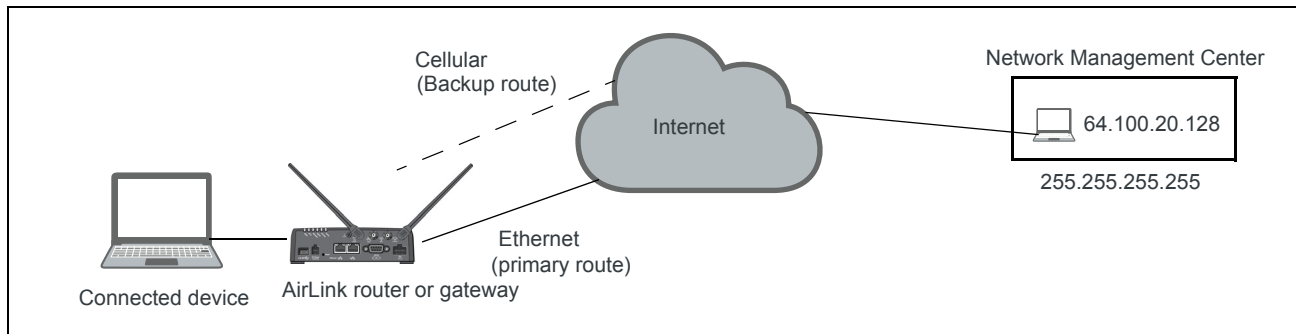 Cellular
(Backup route)
Network Management Center
Internet
64.100.20.128
255.255.255.255
Ethernet
(primary route)
Connected device
AirLink router or gateway